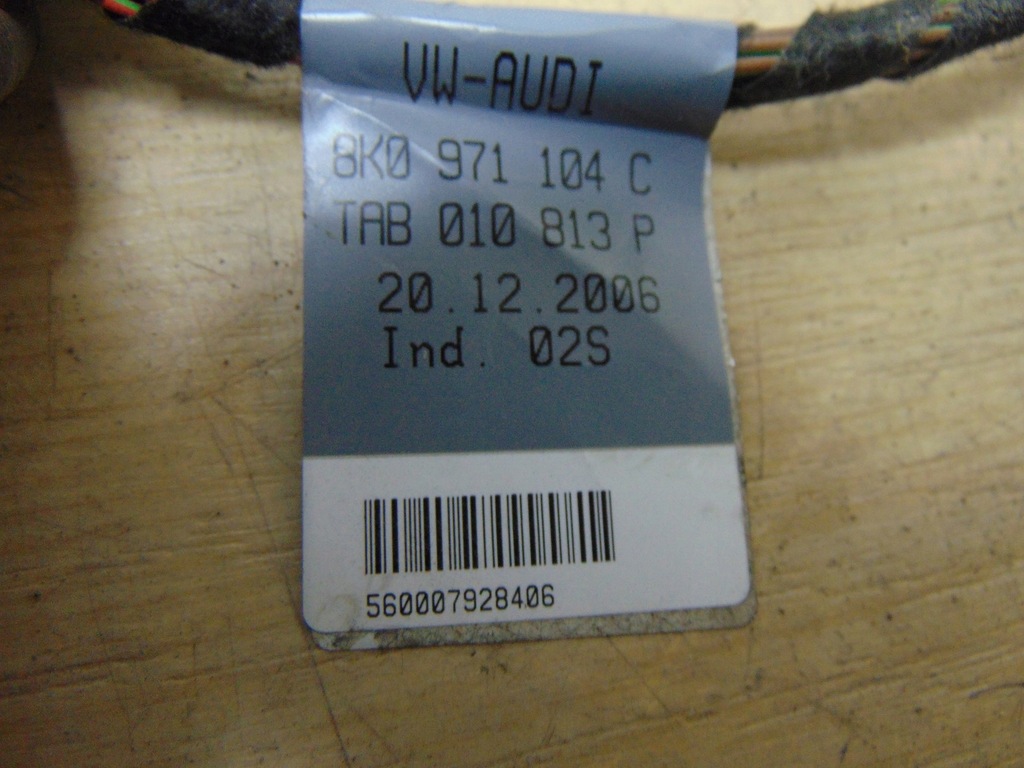 VW-AUDI
8K0 971 104 C
TAB 010 813 P
20.12.2006
Ind. 02S
560007928406